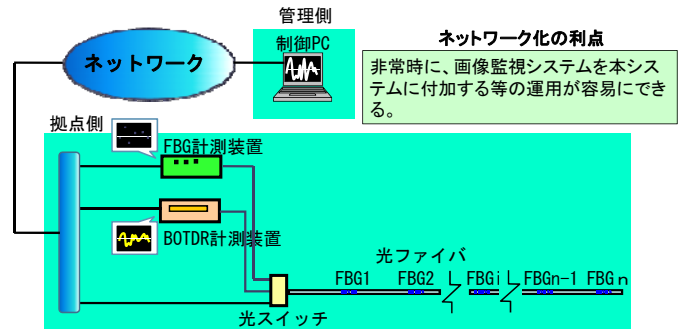 管理側
制御PC
ネットワーク
ネットワーク化の利点
非常時に、画像監視システムを本シス
テムに付加する等の運用が容易にでき
る。
拠点側
FBG計測装置
BOTDR計測装置
光ファイバ
FBG1 FBG2 FBGi FBGn-1 FBGn
光スイッチ